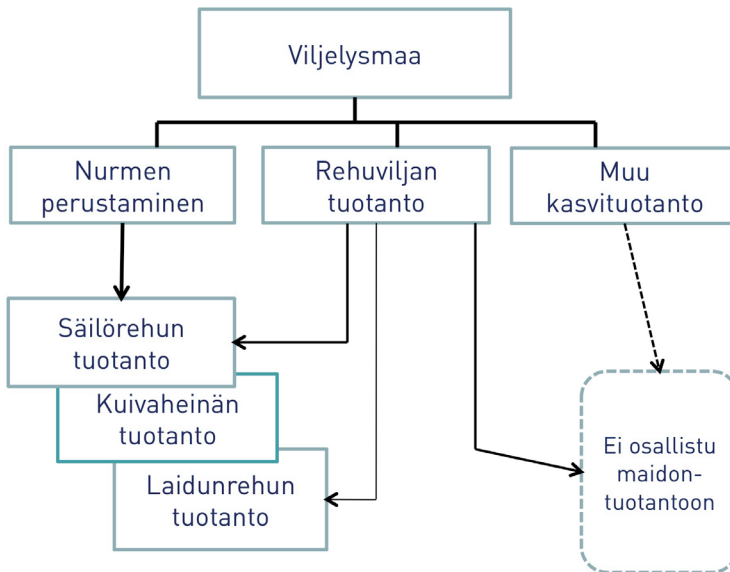 Viljelysmaa
Nurmen
perustaminen
Rehuviljan
tuotanto
Muu
kasvituotanto
Säilörehun
tuotanto
Kuivaheinän
tuotanto
Laidunrehun
tuotanto
Ei osallistu
maidon-
tuotantoon